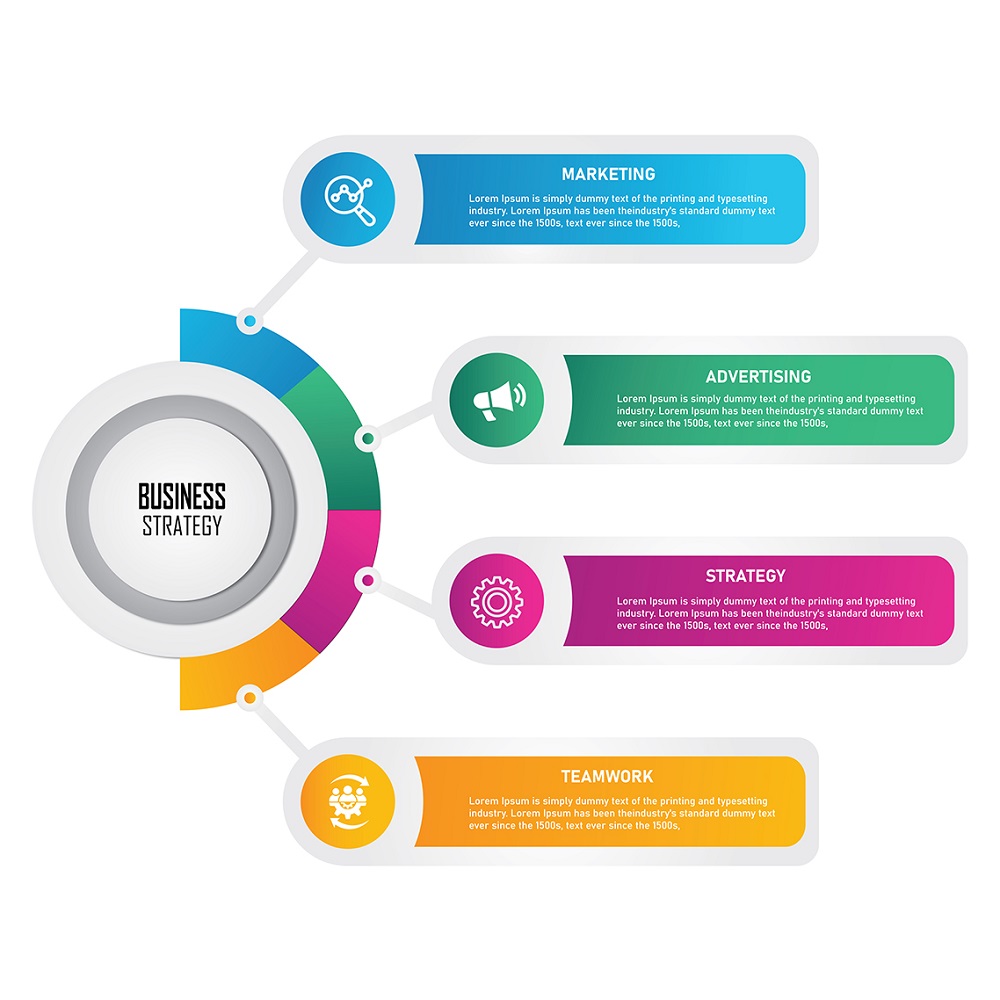 MARKETING
Lorem Ipsum is simply dummy text of the printing and typesetting
industry. Lorem Ipsum has been theindustry's standard dummy text
ever since the 1500s, text ever since the 1500s,
ADVERTISING
Lorem Ipsum is simply dummy text of the printing and typesetting
industry. Lorem Ipsum has been theindustry's standard dummy text
ever since the 1500s, text ever since the 1500s,
BUSINESS
STRATEGY
STRATEGY
Lorem Ipsum is simply dummy text of the printing and typesetting
industry. Lorem Ipsum has been theindustry's standard dummy text
ever since the 1500s, text ever since the 1500s,
TEAMWORK
Lorem Ipsum is simply dummy text of the printing and typesetting
industry. Lorem Ipsum has been theindustry's standard dummy text
ever since the 1500s, text ever since the 1500s,